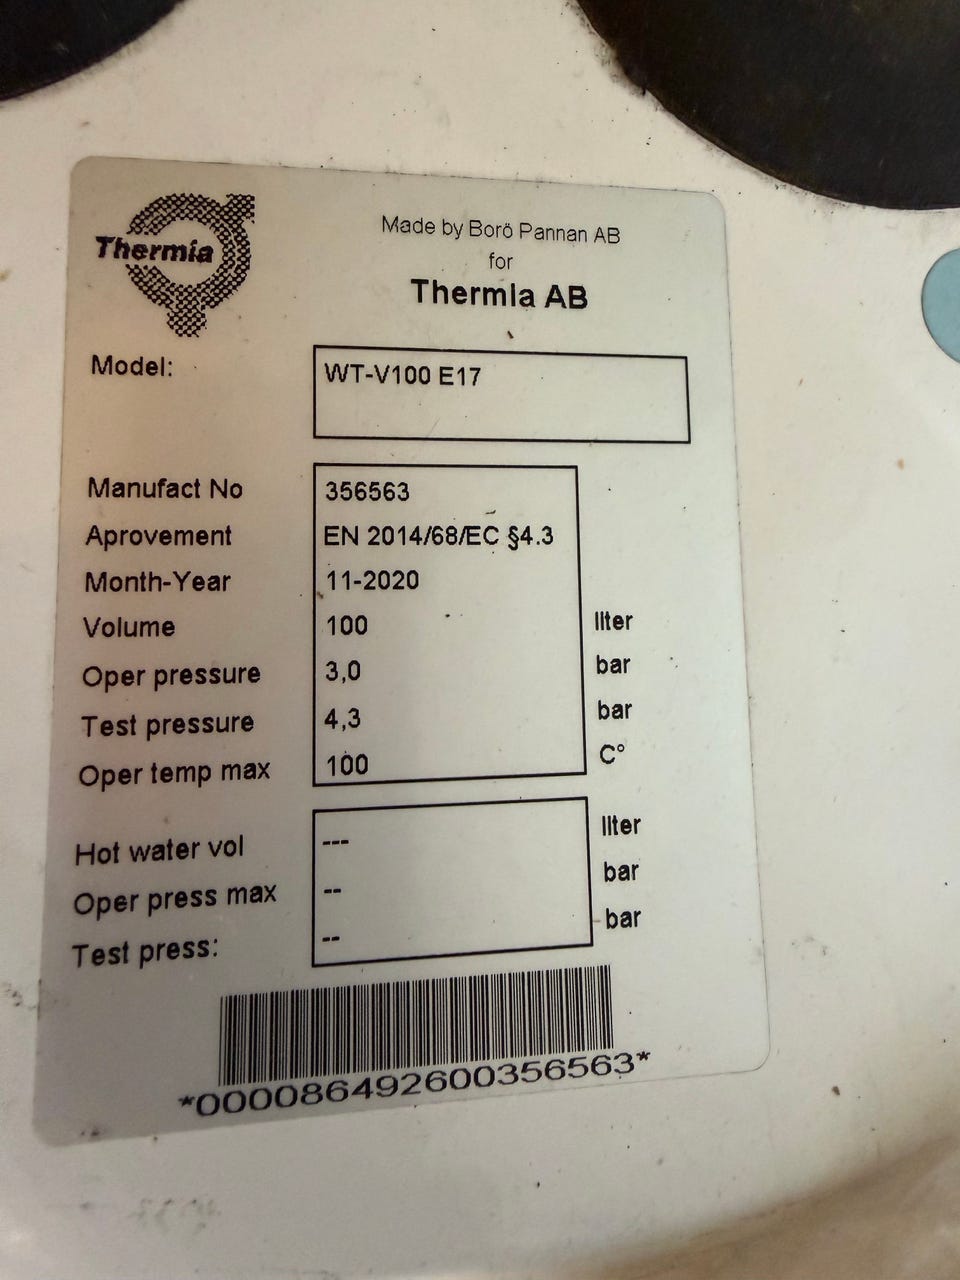 Thermia
Made by Borö Pannan AB
for
Thermia AB
Model: WT-V100 E17
Manufact No 356563
Aprovement EN 2014/68/EC §4.3
Month-Year 11-2020
Volume 100 liter
Oper pressure 3,0 bar
Test pressure 4,3 bar
Oper temp max 100 C°
Hot water vol --- liter
Oper press max -- bar
Test press: -- bar
*000086492600356563*